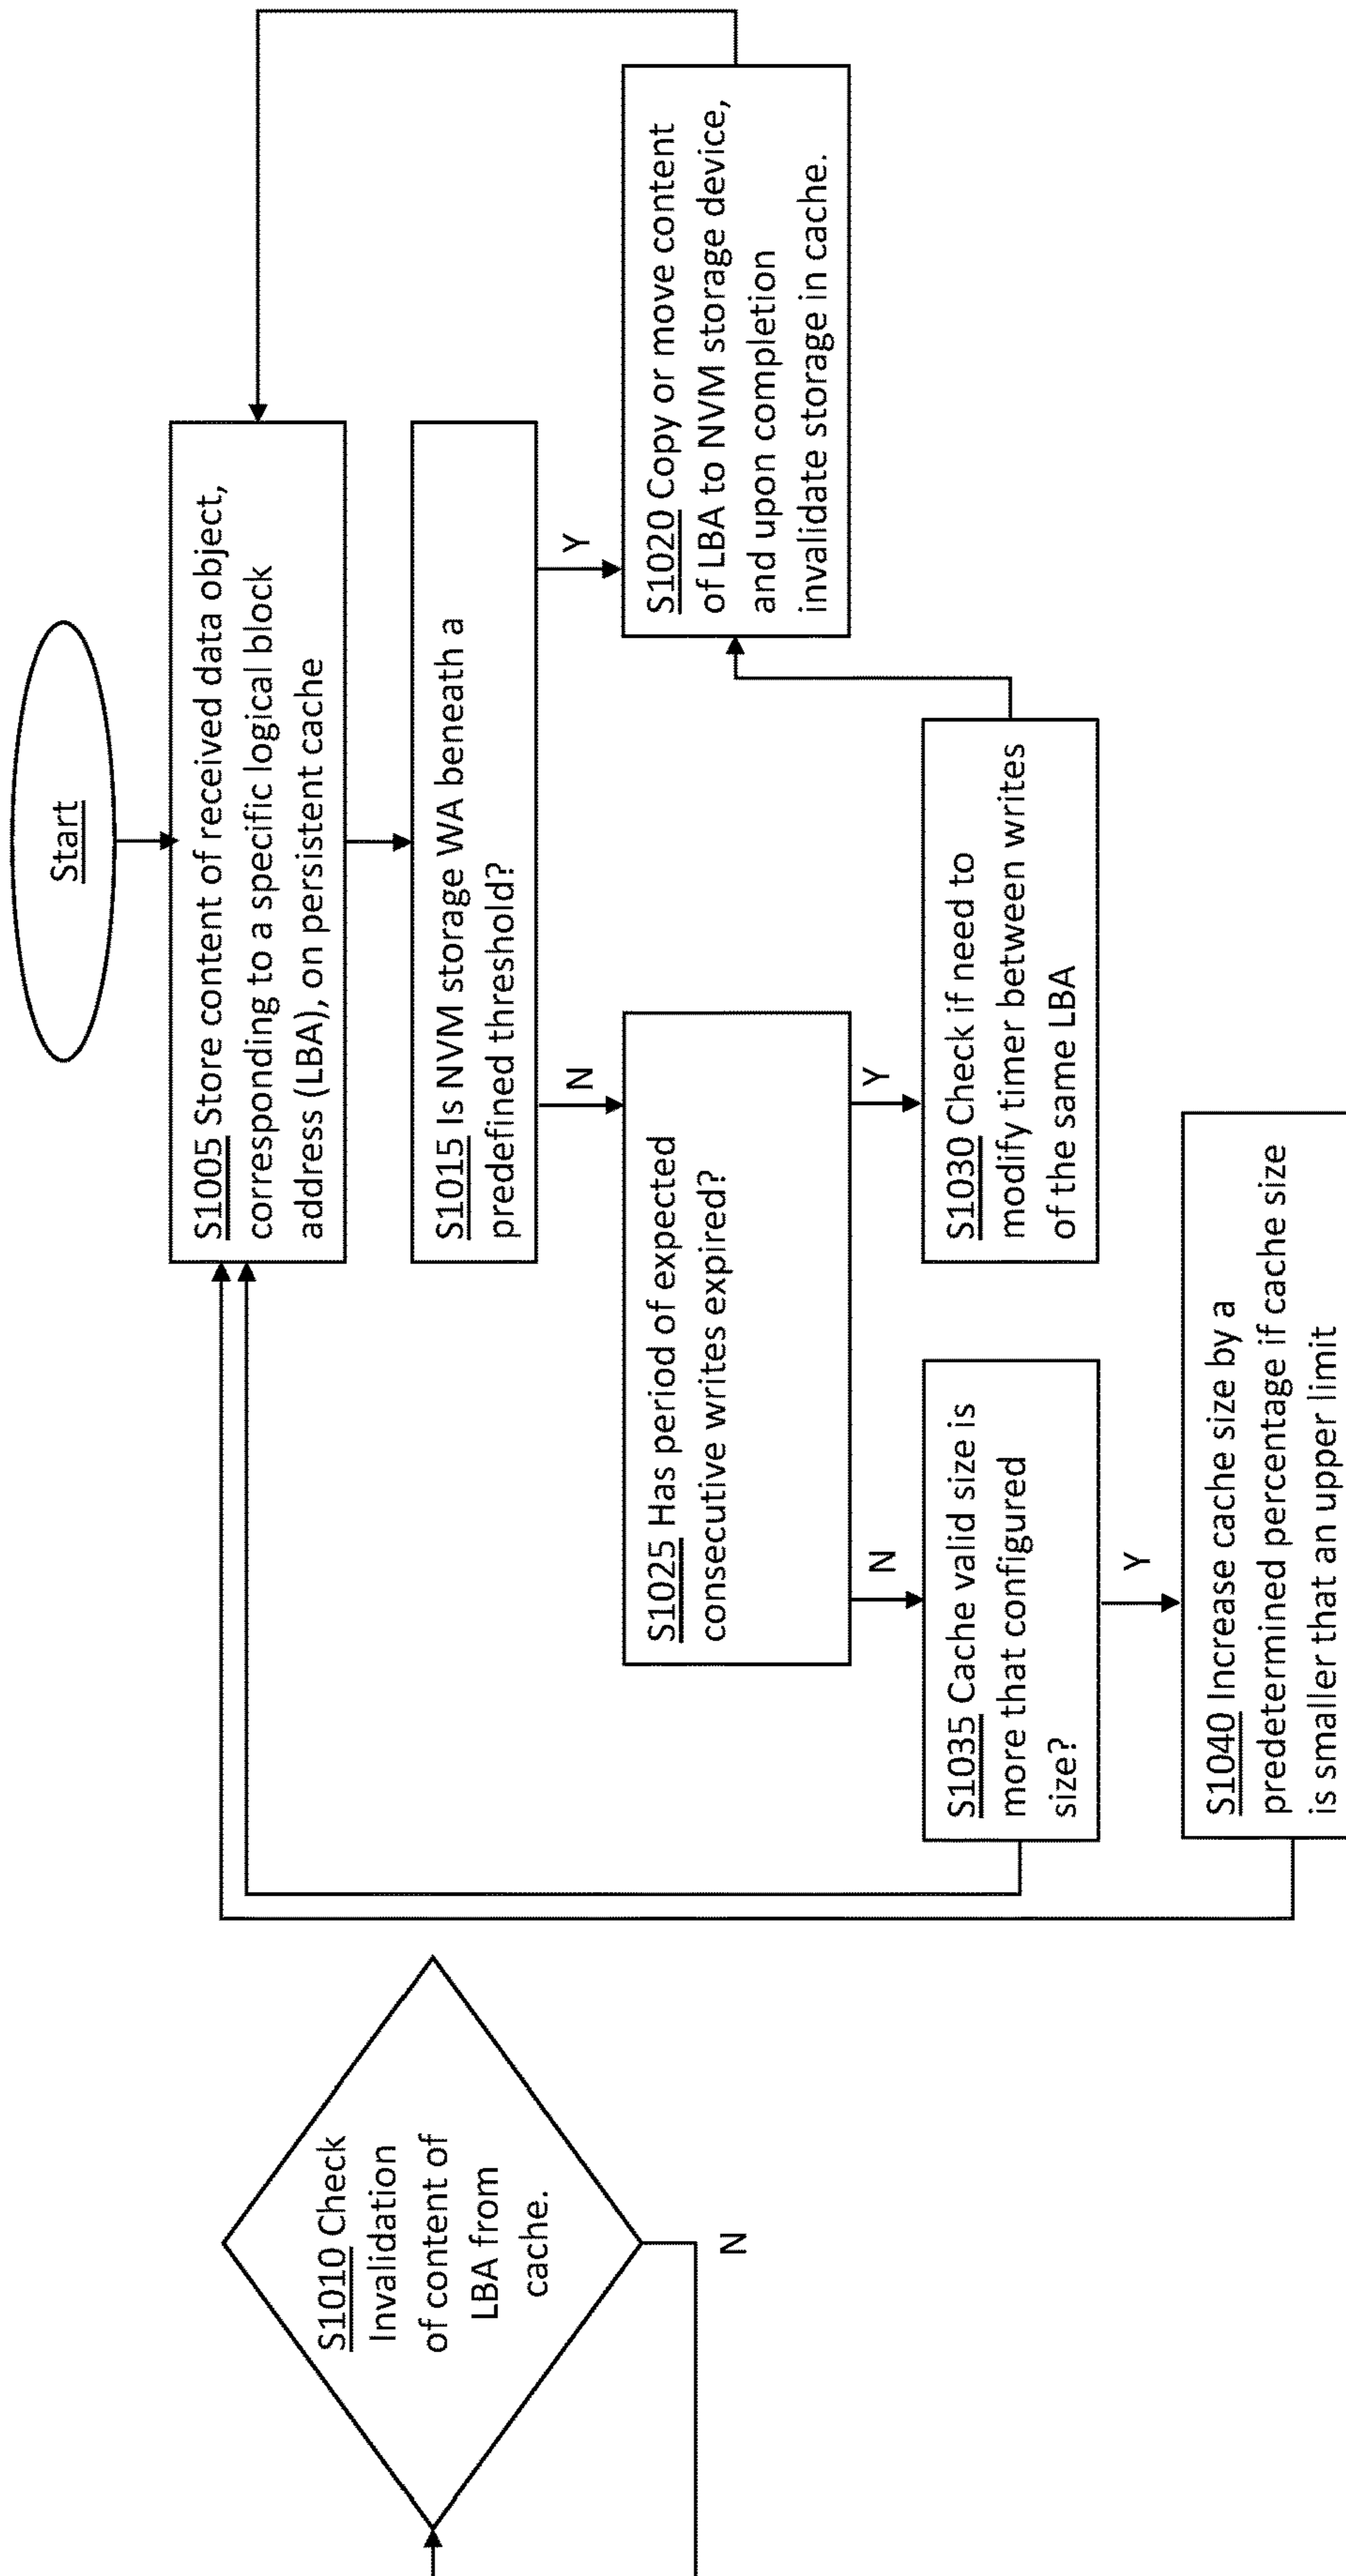 Start
S1005 Store content of received data object,
corresponding to a specific logical block
address (LBA), on persistent cache
S1015 Is NVM storage WA beneath a
predefined threshold?
N
Y
S1025 Has period of expected
consecutive writes expired?
S1020 Copy or move content
of LBA to NVM storage device,
and upon completion
invalidate storage in cache.
N
Y
S1035 Cache valid size is
more that configured
size?
S1030 Check if need to
modify timer between writes
of the same LBA
Y
S1040 Increase cache size by a
predetermined percentage if cache size
is smaller that an upper limit
S1010 Check
Invalidation
of content of
LBA from
cache.
N